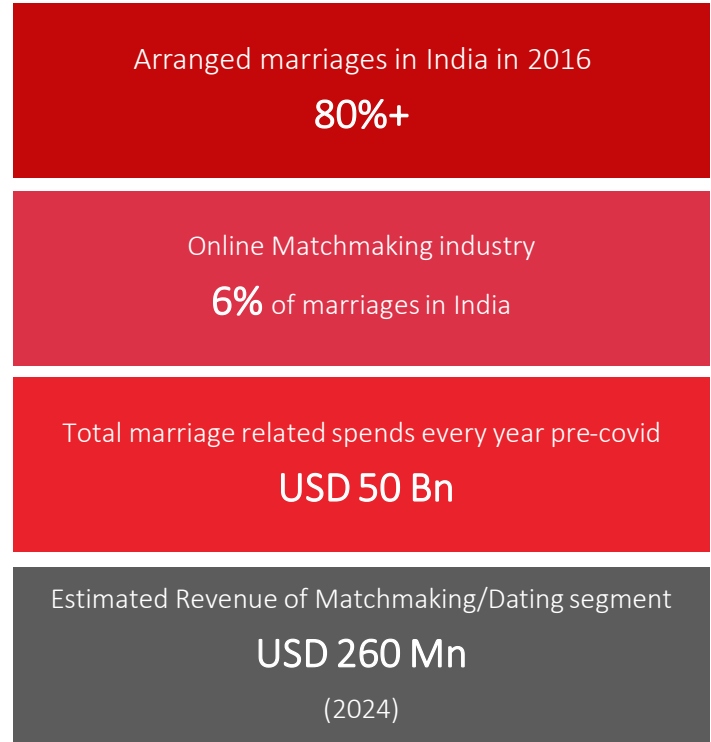 Arranged marriages in India in 2016
80%+
Online Matchmaking industry
6% of marriages in India
Total marriage related spends every year pre-covid
USD 50 Bn
Estimated Revenue of Matchmaking/Dating segment
USD 260 Mn
(2024)